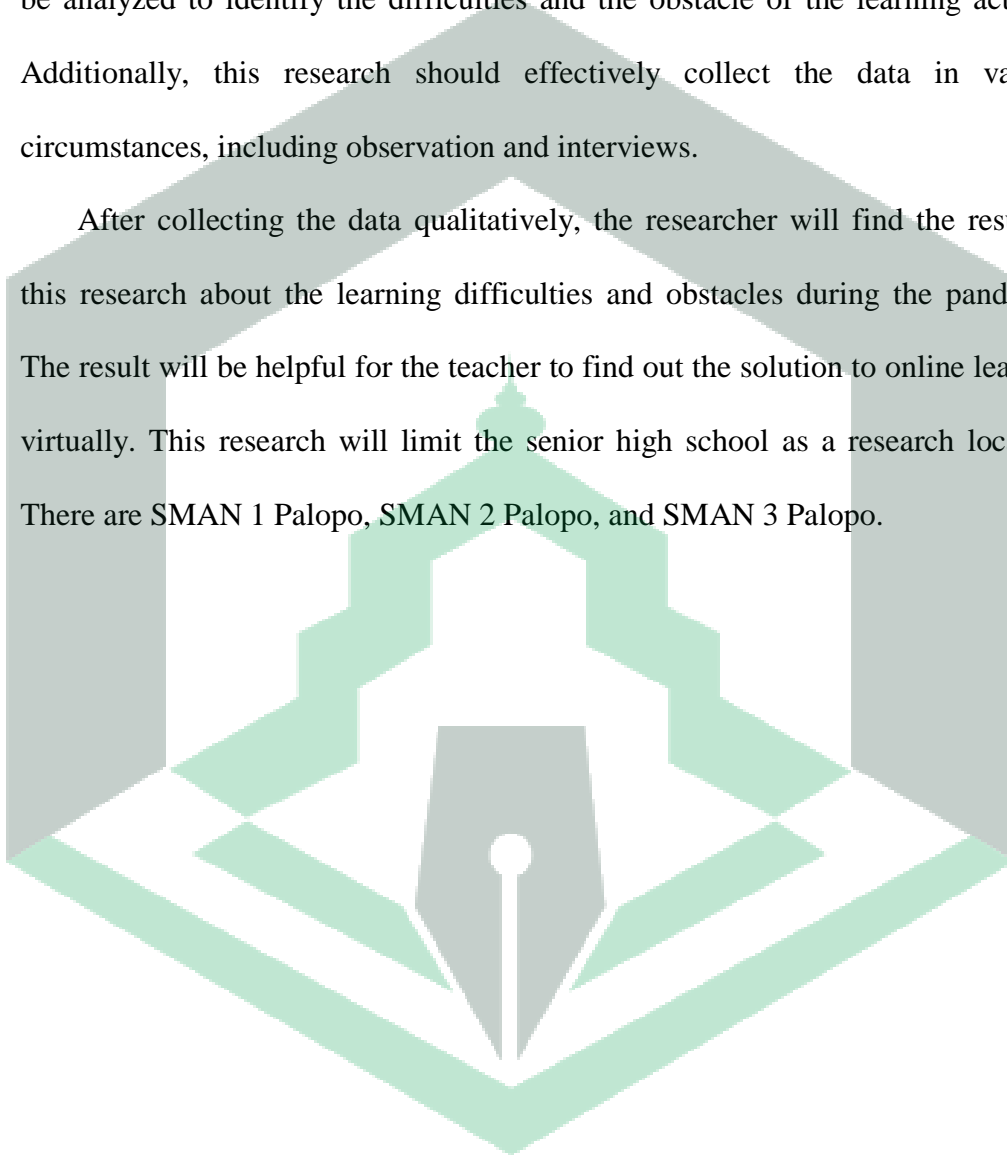 be analyzed to identify the difficulties and the obstacle of the learning act
Additionally, this research should effectively collect the data in va
circumstances, including observation and interviews.
After collecting the data qualitatively, the researcher will find the res
this research about the learning difficulties and obstacles during the pand
The result will be helpful for the teacher to find out the solution to online lea
virtually. This research will limit the senior high school as a research loc
There are SMAN 1 Palopo, SMAN 2 Palopo, and SMAN 3 Palopo.